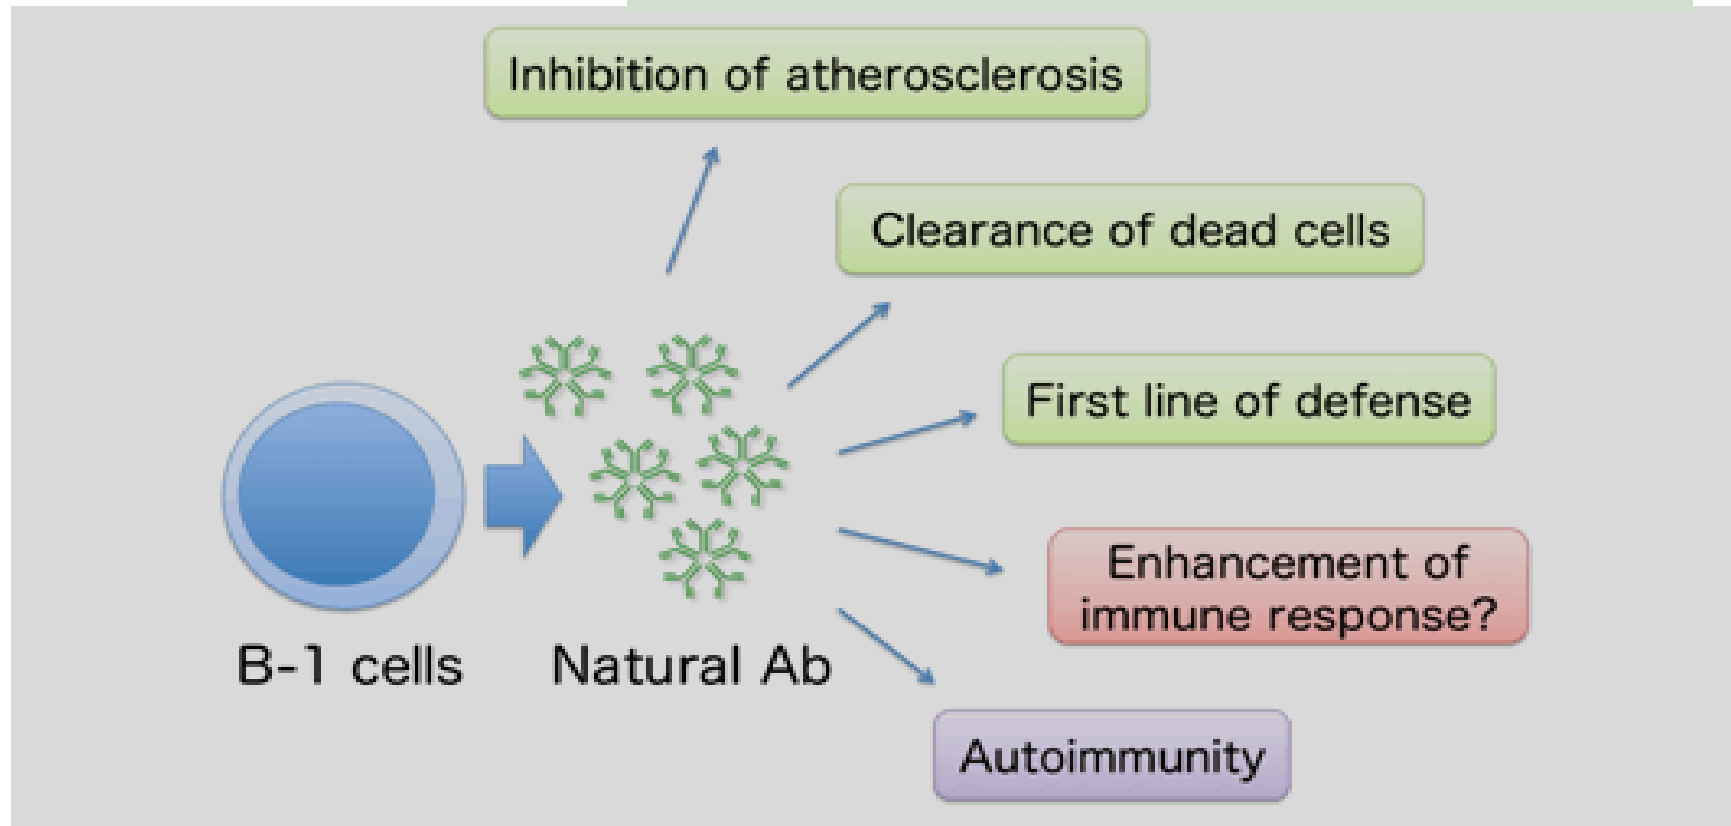 Inhibition of atherosclerosis
Clearance of dead cells
First line of defense
Enhancement of
immune response?
Autoimmunity
B-1 cells
Natural Ab